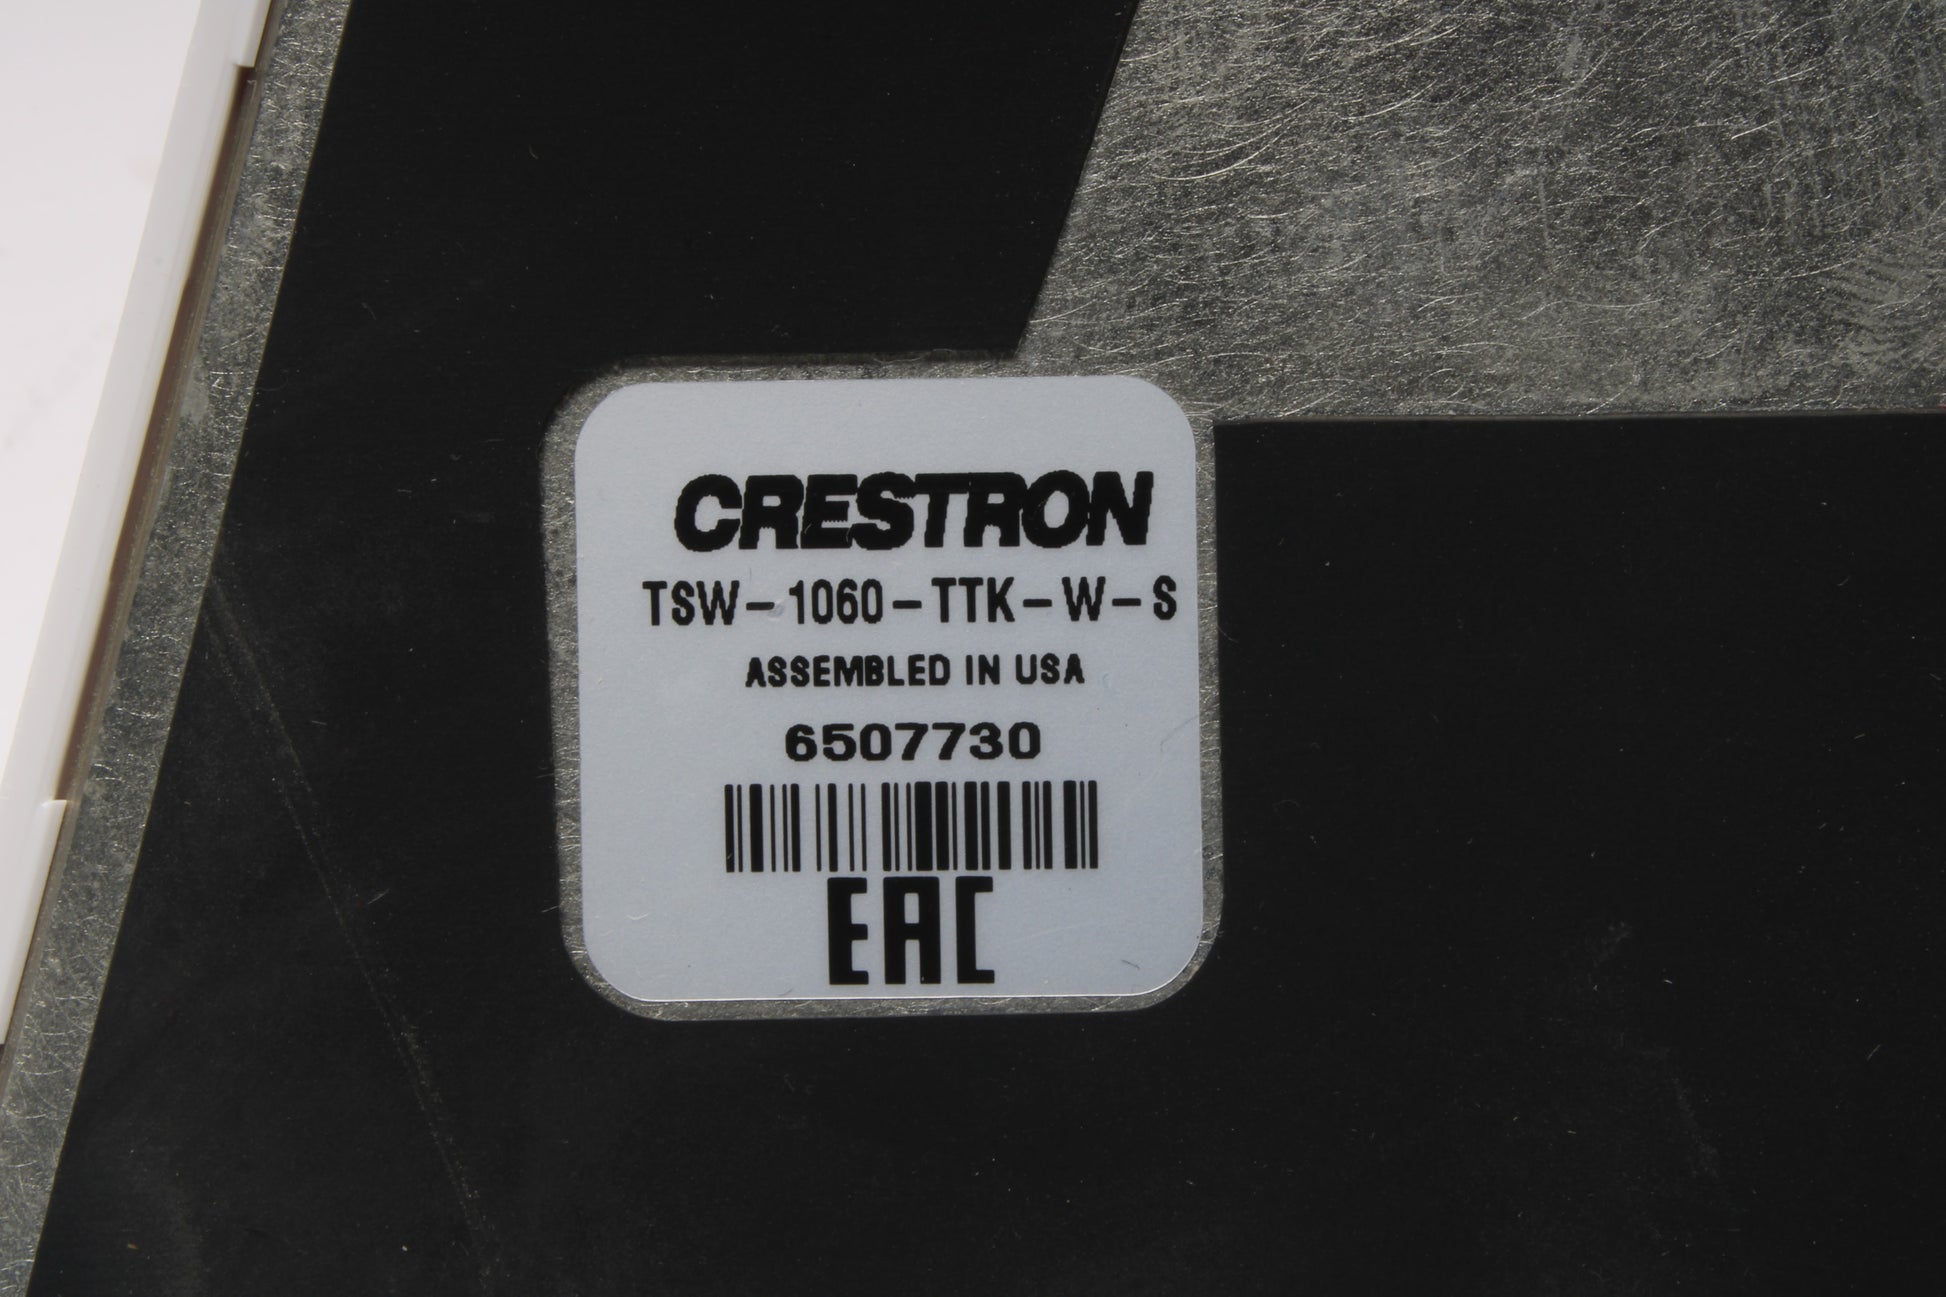 CRESTRON
TSW-1060-TTK-W-S
ASSEMBLED IN USA
6507730
EAC